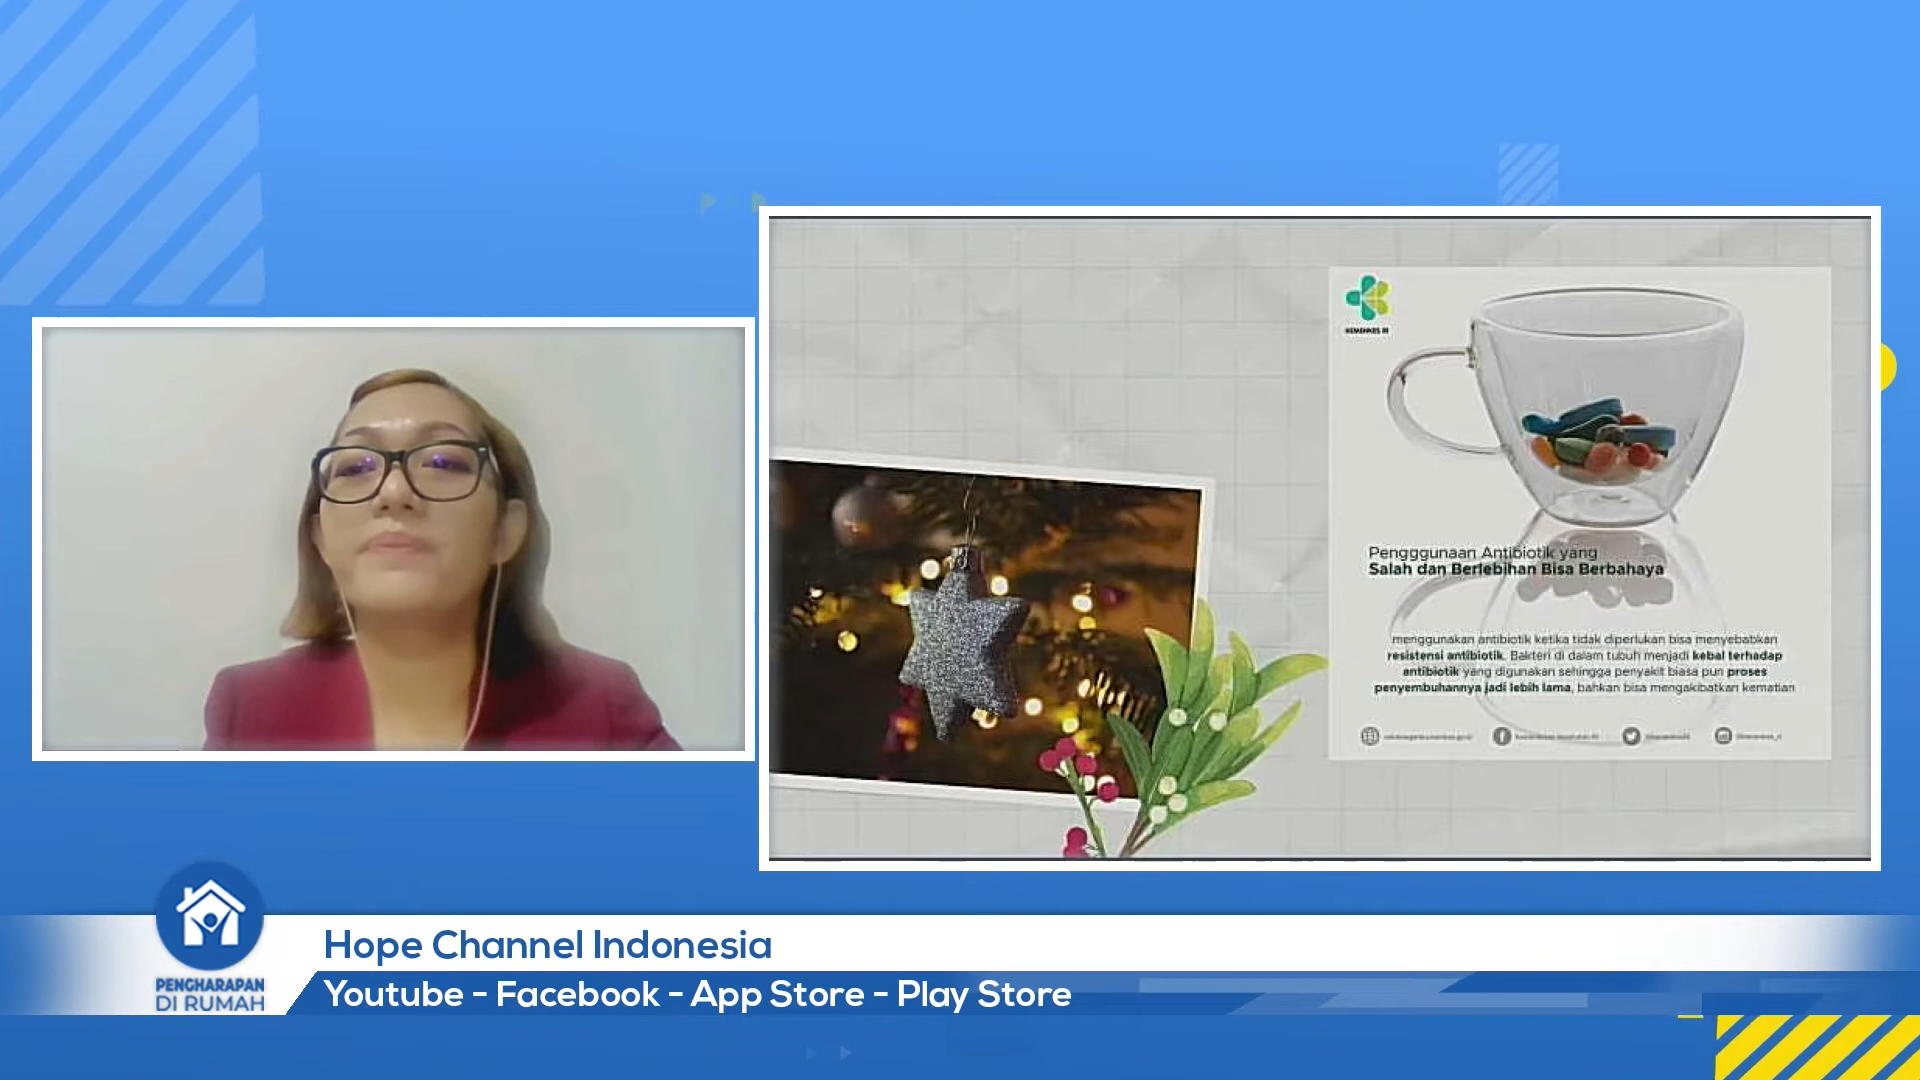 KEMENKES RI
Pengggunaan Antibiotik yang
Salah dan Berlebihan Bisa Berbahaya
menggunakan antibiotik ketika tidak diperlukan bisa menyebabkan
resistensi antibiotik. Bakteri di dalam tubuh menjadi kebal terhadap
antibiotik yang digunakan sehingga penyakit biasa pun proses
penyembuhannya jadi lebih lama, bahkan bisa mengakibatkan kematian
Hope Channel Indonesia
Youtube - Facebook - App Store - Play Store
PENGHARAPAN
DI RUMAH